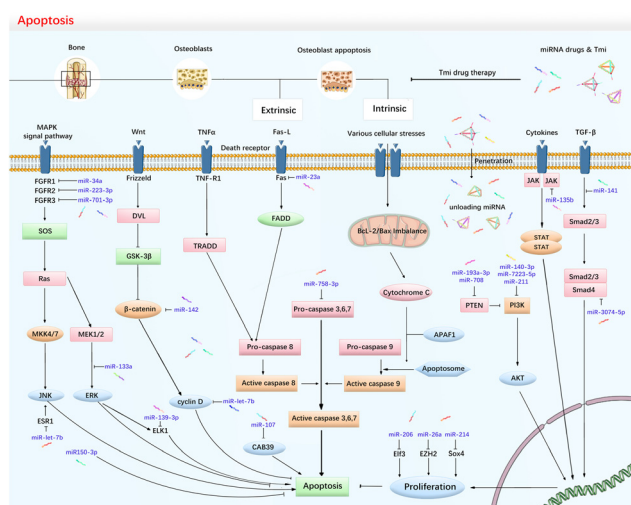 Apoptosis
Bone
Osteoblasts
Osteoblast appoptosis
miRNA drugs & Tmi
Tmi drug therapy
Extrinsic
Intrinsic
MAPK
signal pathway
Wnt
TNFα
Fas-L
Various cellular stresses
Cytokines
TGF-β
Death receptor
Penetration
Frizzeld
TNF-R1
Fas
miR-23a
FGFR1
miR-34a
FGFR2
miR-223-3p
FGFR3
miR-701-3p
JAK
JAK
miR-135b
miR-141
unloading miRNA
DVL
FADD
SOS
TRADD
BcL-2/Bax Imbalance
STAT
STAT
Smad2/3
GSK-3β
Ras
miR-758-3p
Cytochrome C
miR-193a-3p
miR-708
miR-140-3p
miR-7223-5p
miR-211
Smad2/3
Smad4
β-catenin
miR-142
Pro-caspase 3,6,7
PTEN
PI3K
miR-3074-5p
MKK4/7
MEK1/2
Pro-caspase 8
Pro-caspase 9
APAF1
miR-133a
Apoptosome
Active caspase 8
Active caspase 9
AKT
JNK
ERK
cyclin D
miR-let-7b
ESR1
miR-139-3p
ELK1
miR-let-7b
Active caspase 3,6,7
miR-107
CAB39
miR-206
miR-26a
miR-214
Elf3
EZH2
Sox4
miR150-3p
Apoptosis
Proliferation